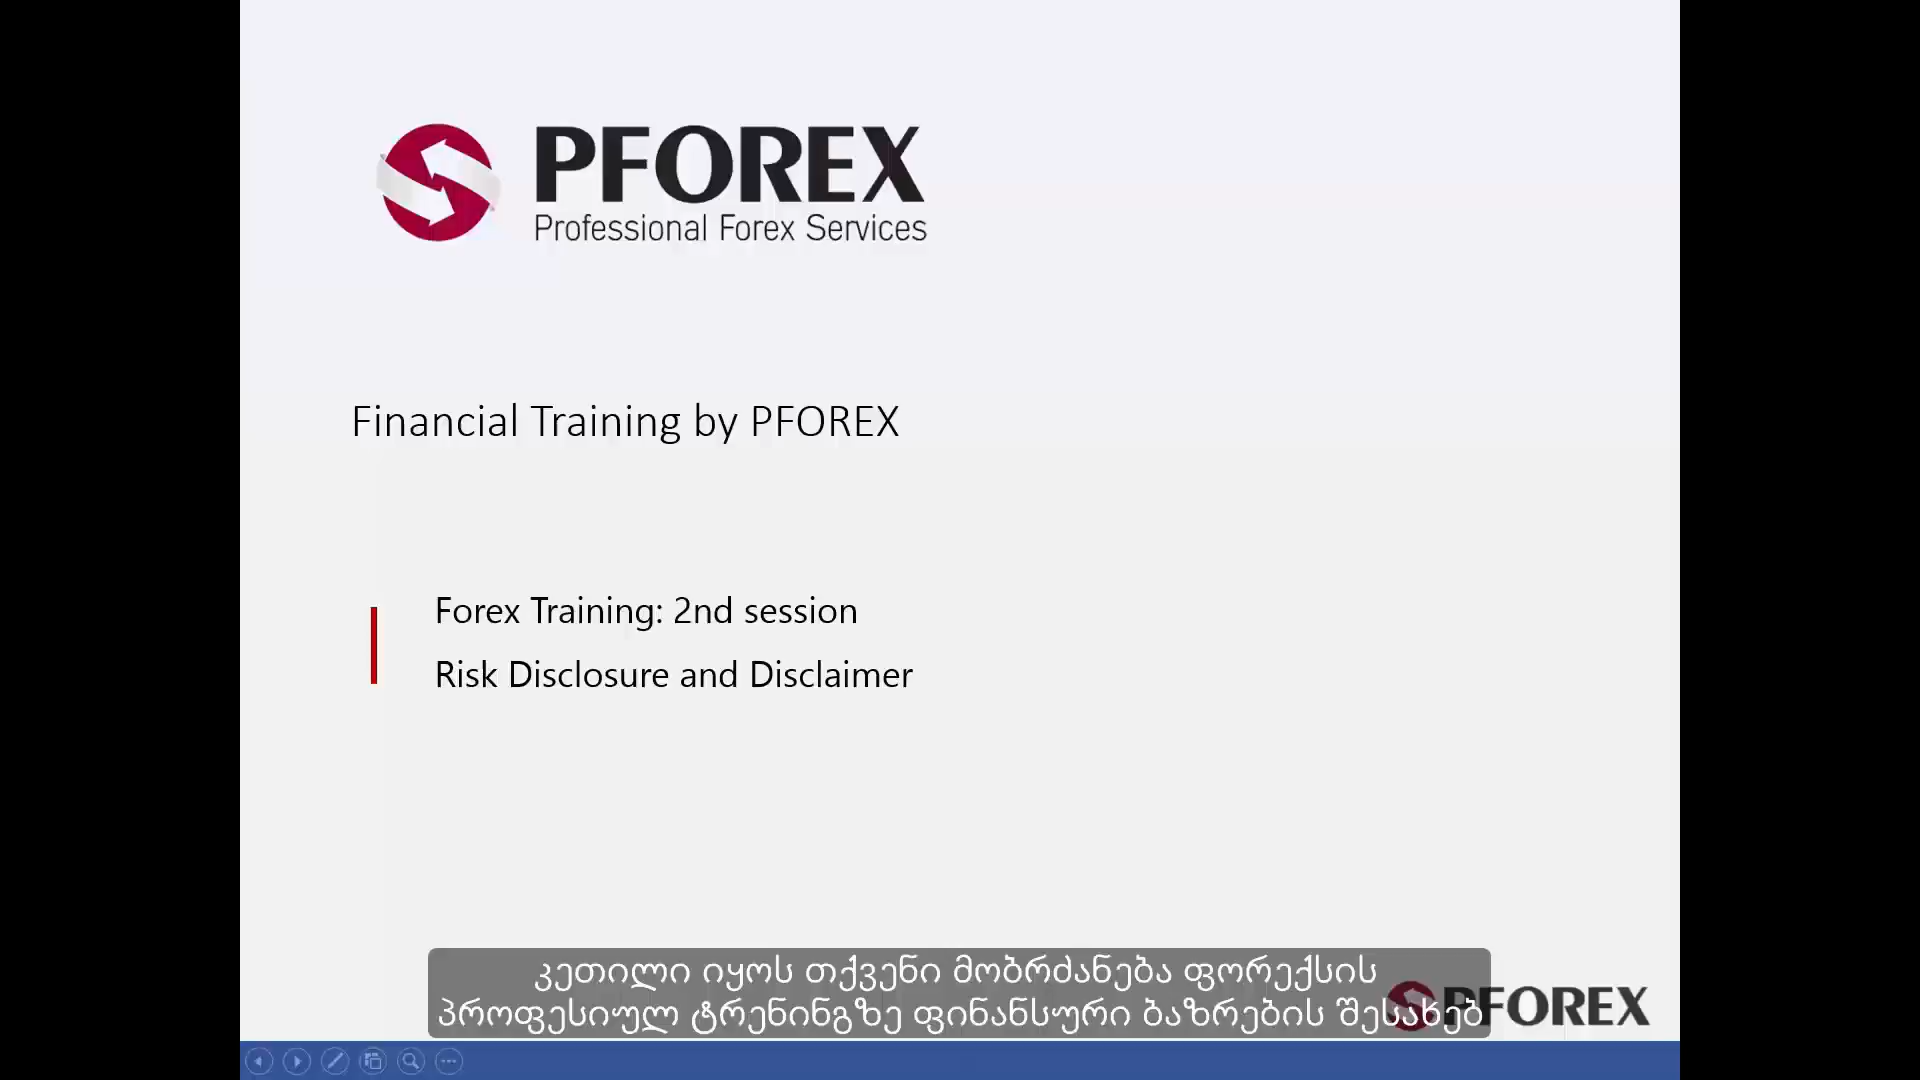 PFOREX
Professional Forex Services
Financial Training by PFOREX
Forex Training: 2nd session
Risk Disclosure and Disclaimer
კეთილი იყოს თქვენი მობრძანება ფორექსის
პროფესიულ ტრენინგზე ფინანსური ბაზრების შესახებ
PFOREX